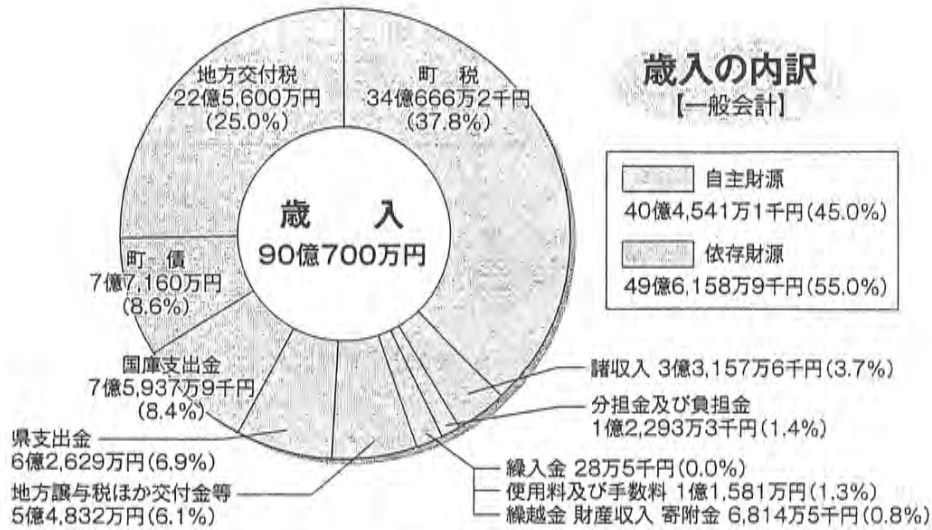 歳入の内訳
【一般会計】
自主財源
40億4,541万1千円(45.0%)
依存財源
49億6,158万9千円(55.0%)
歳 入
90億700万円
町 税
34億666万2千円
(37.8%)
諸収入 3億3,157万6千円(3.7%)
分担金及び負担金
1億2,293万3千円(1.4%)
繰入金 28万5千円(0.0%)
使用料及び手数料 1億1,581万円(1.3%)
繰越金 財産収入 寄附金 6,814万5千円(0.8%)
地方交付税
22億5,600万円
(25.0%)
町 債
7億7,160万円
(8.6%)
国庫支出金
7億5,937万9千円
(8.4%)
県支出金
6億2,629万円(6.9%)
地方譲与税ほか交付金等
5億4,832万円(6.1%)